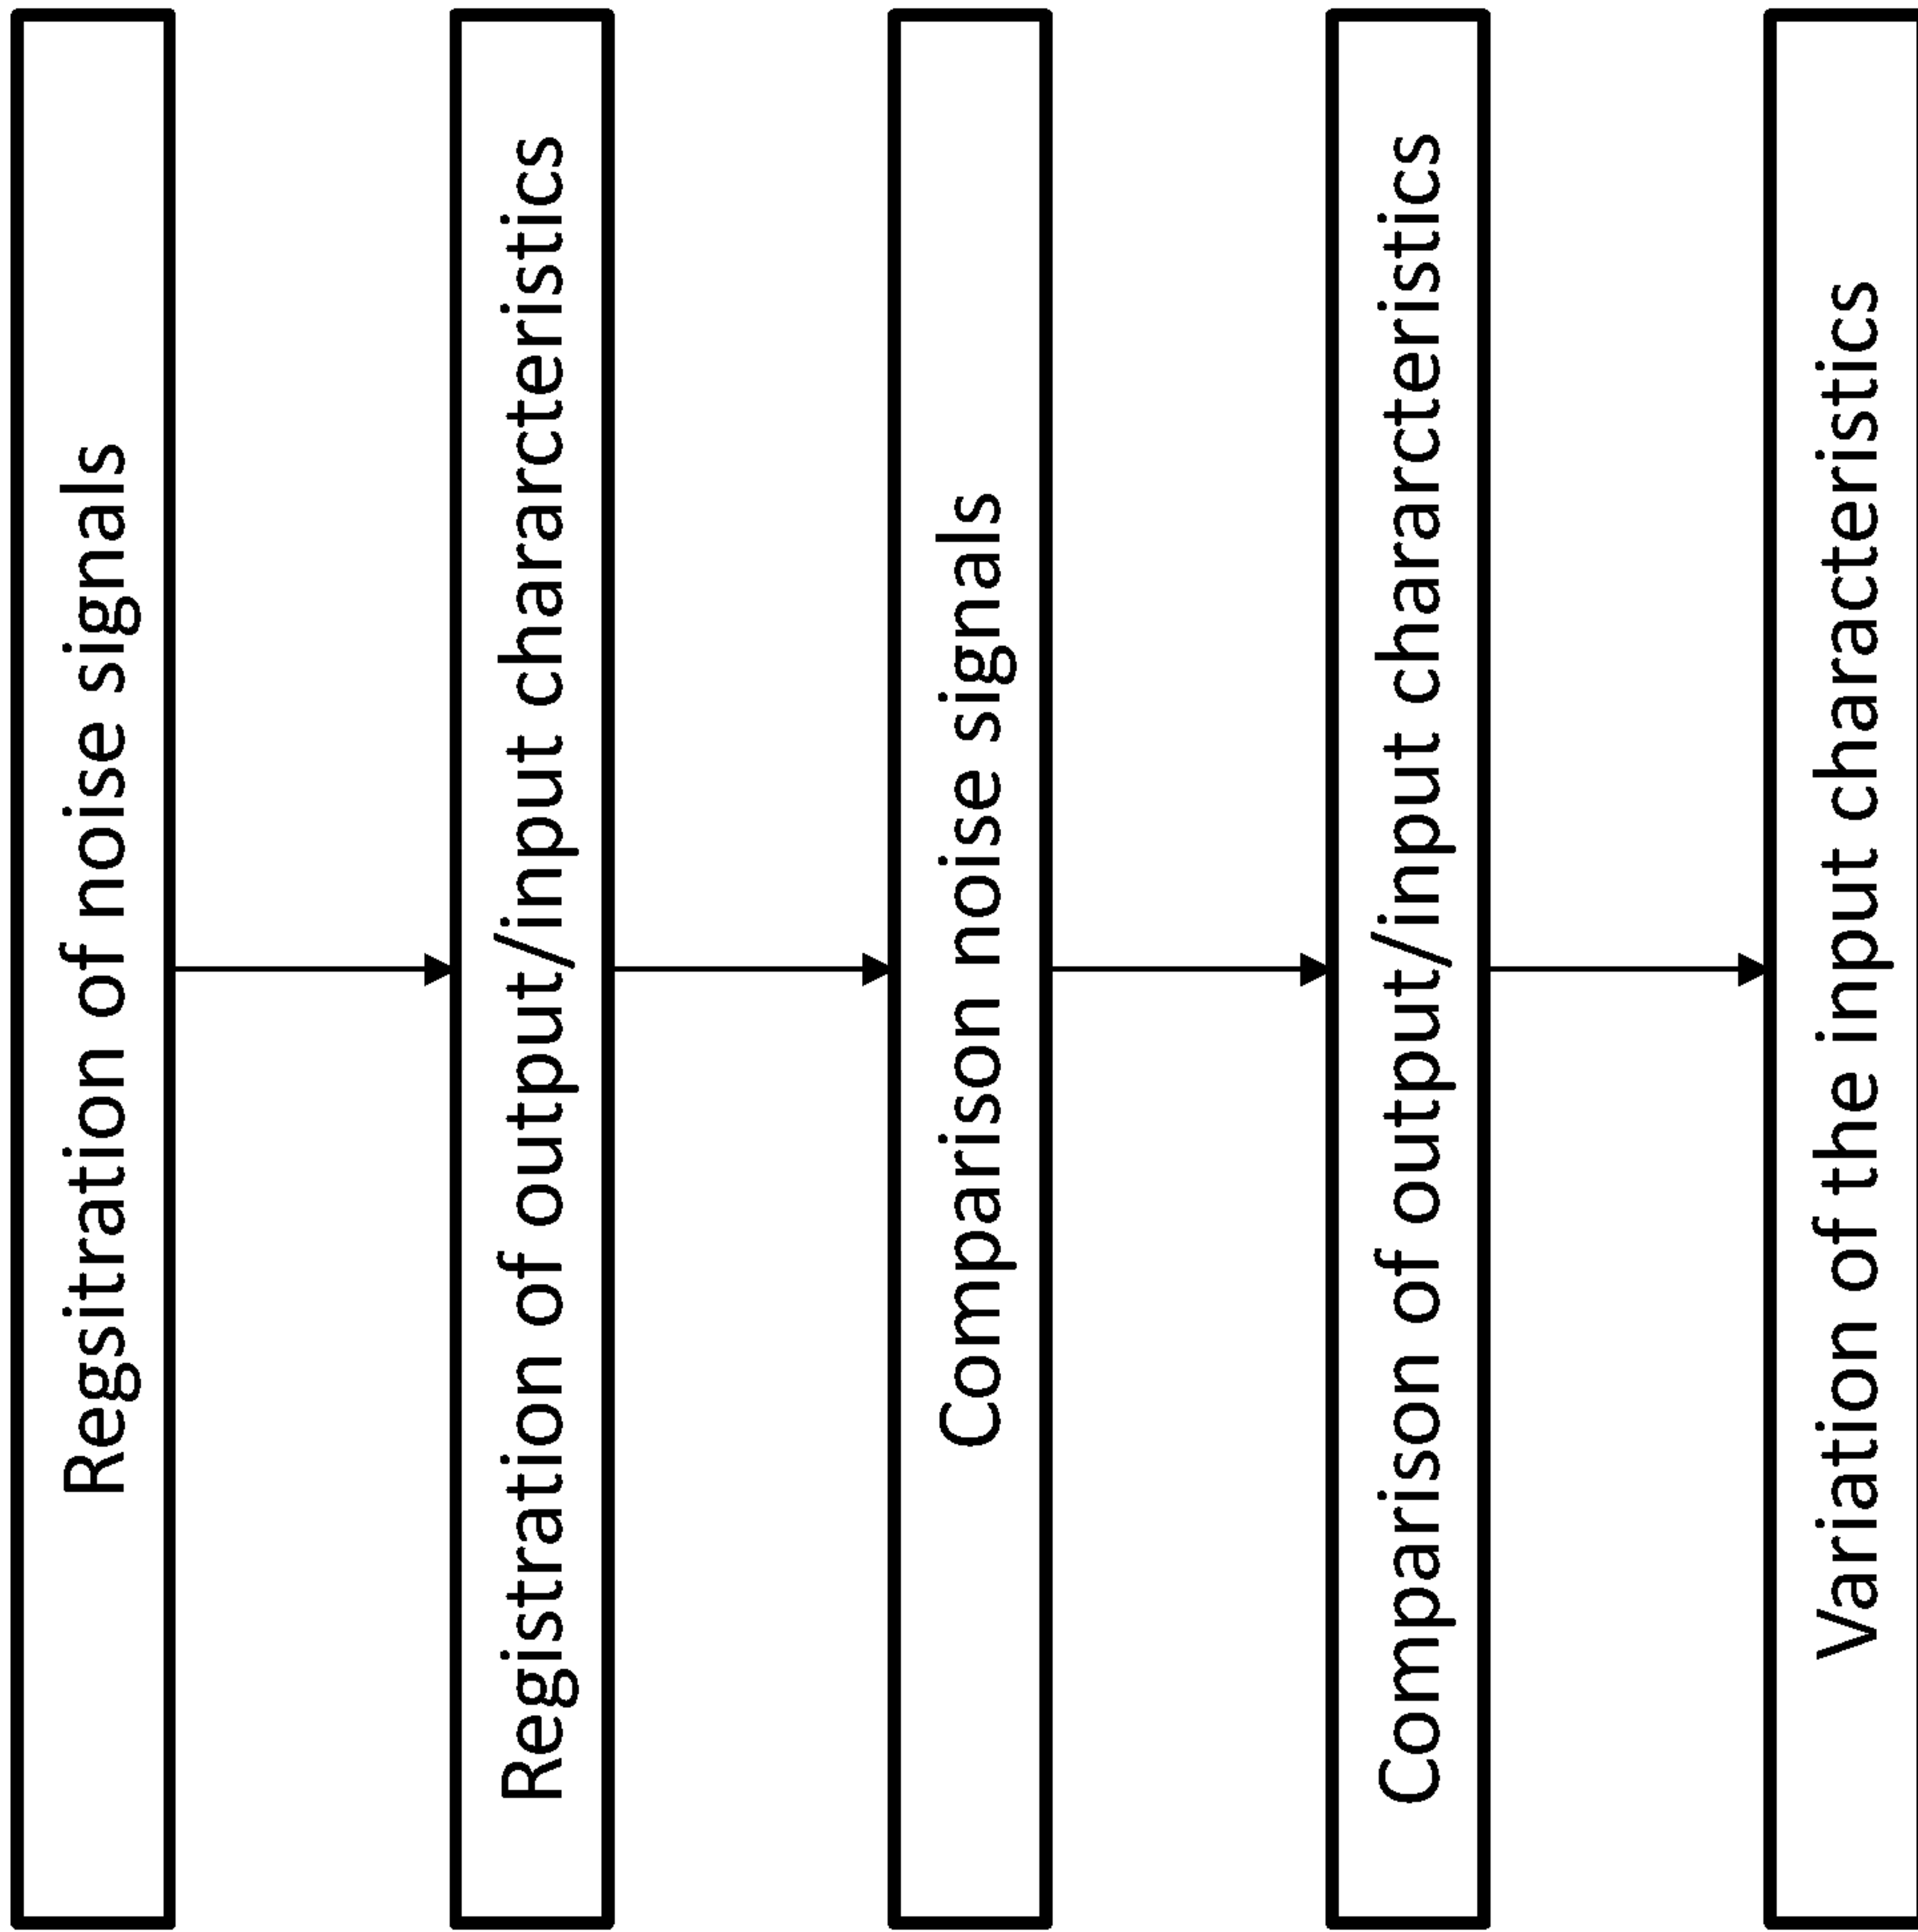 Regsitration of noise signals
Registration of output/input chararcteristics
Comparison noise signals
Comparison of output/input chararcteristics
Variation of the input characteristics